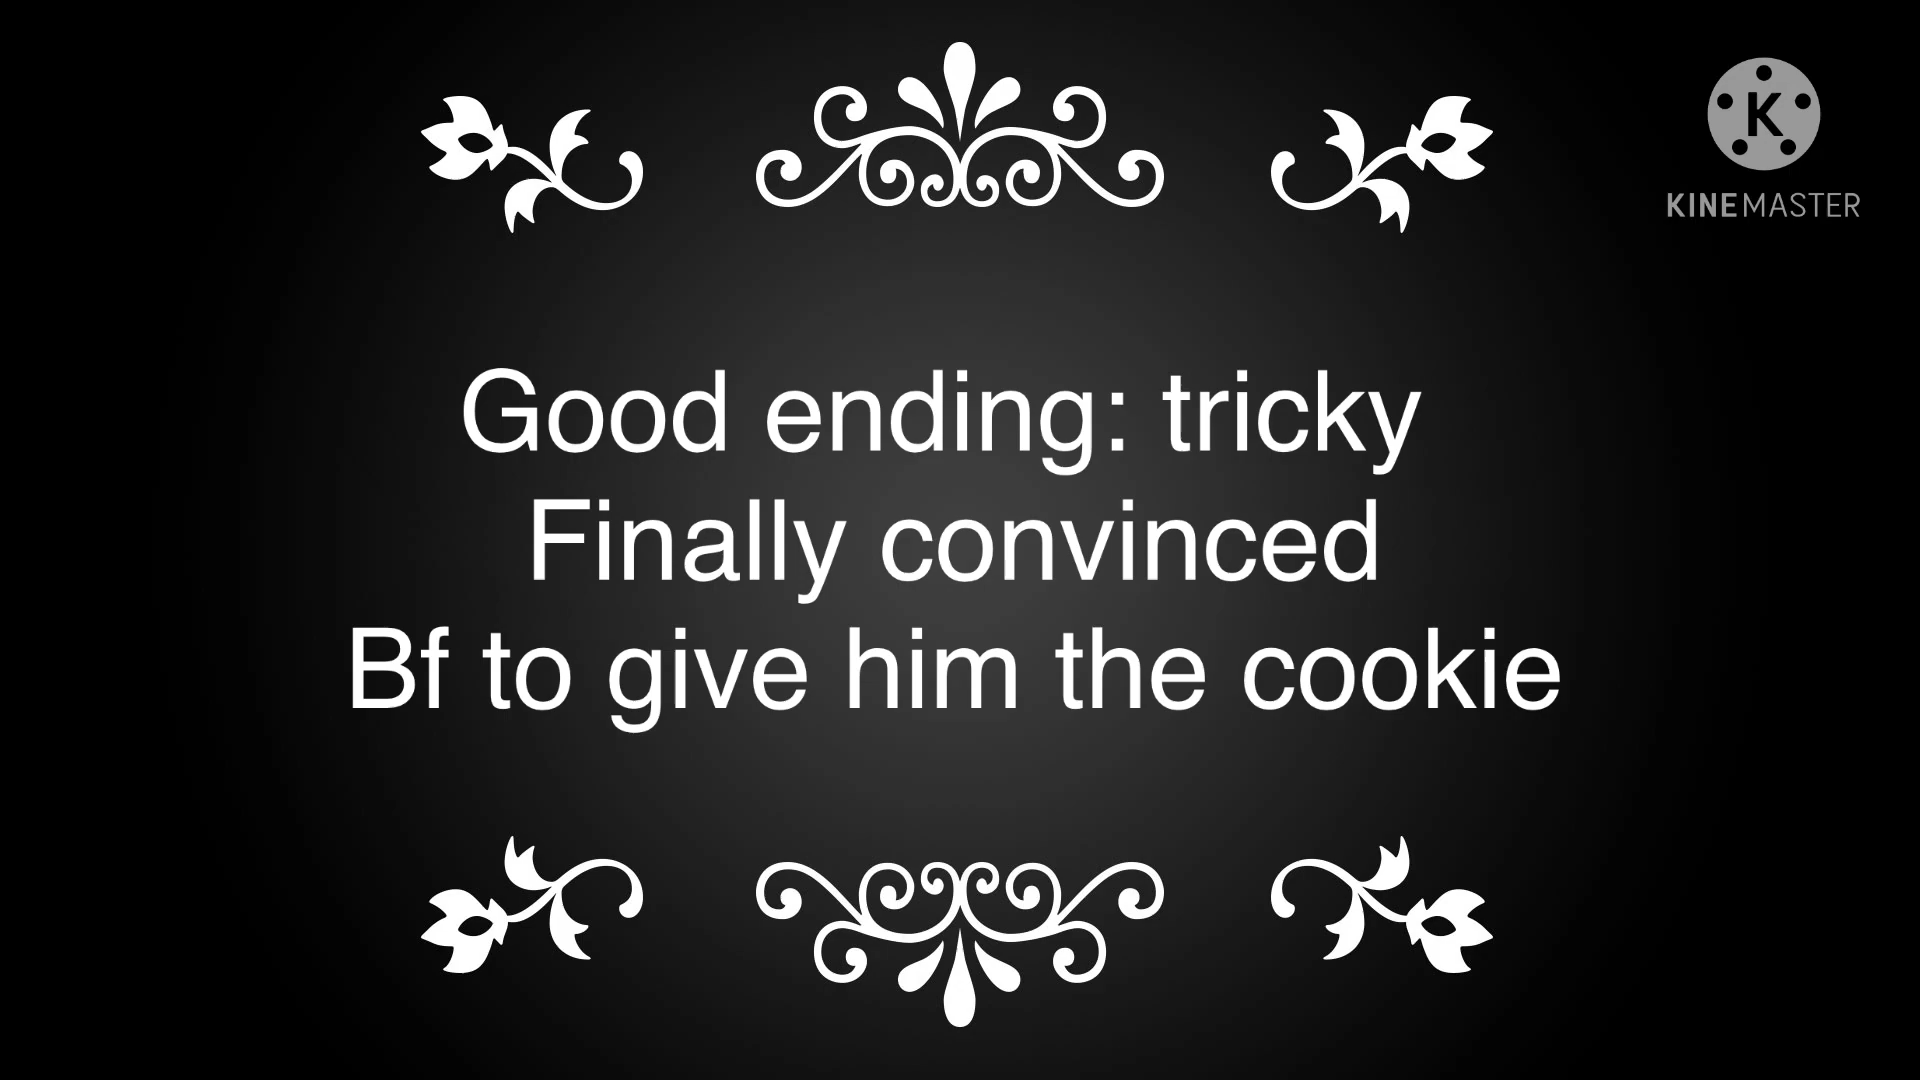 KINEMASTER
Good ending: tricky
Finally convinced
Bf to give him the cookie